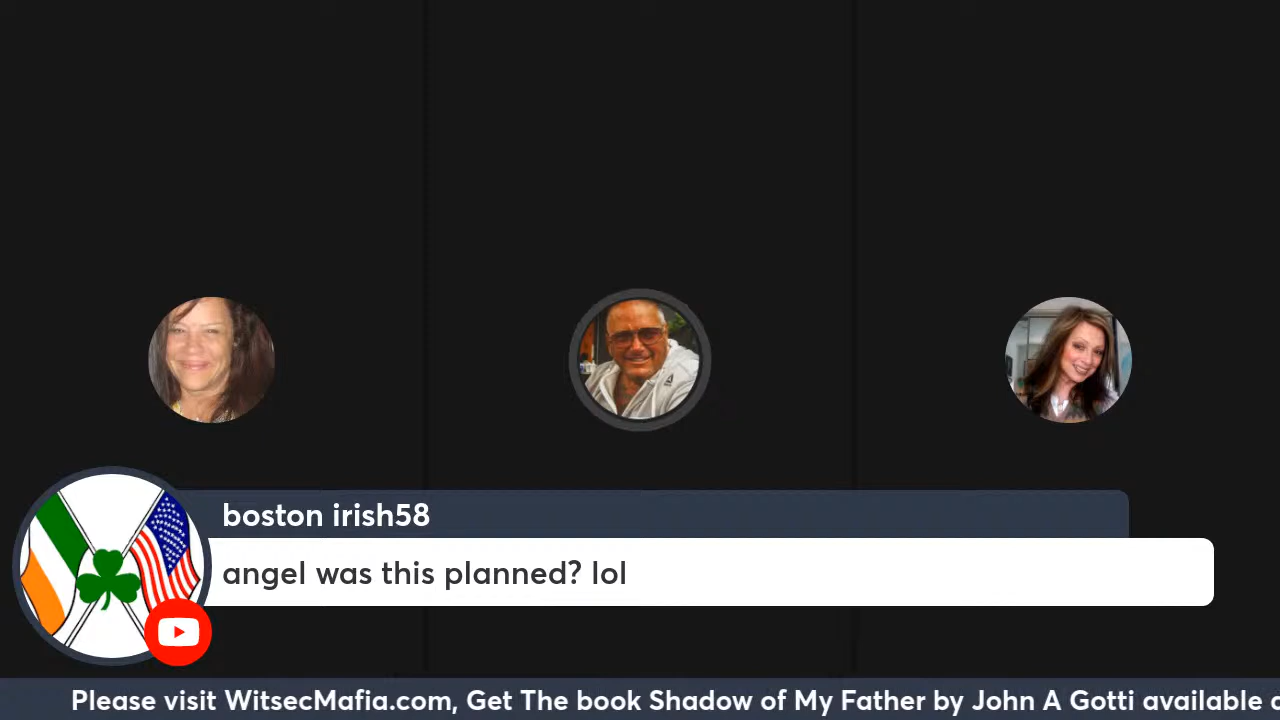 boston irish58
angel was this planned? lol
Please visit WitsecMafia.com, Get The book Shadow of My Father by John A Gotti available